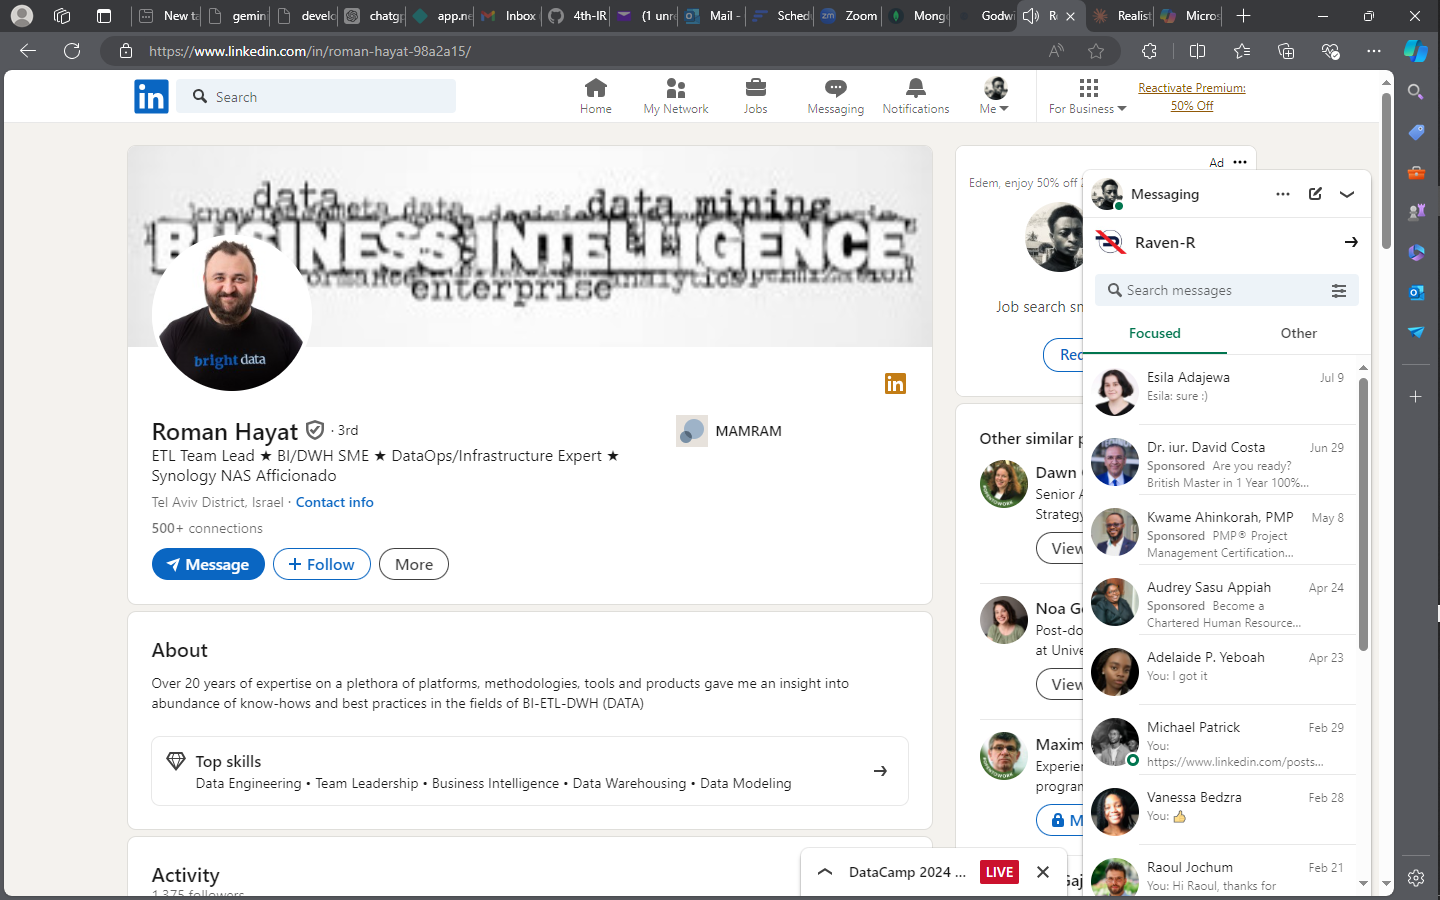 New ta
gemin
develo
chatgp
app.ne
Inbox (
4th-IR
(1 unr
Mail -
Sched
Zoom
Mong
Godwi
R
Realist
Micros
https://www.linkedin.com/in/roman-hayat-98a2a15/
in
Search
Home
My Network
Jobs
Messaging
Notifications
Me
For Business
Reactivate Premium:
50% Off
data
data mining
BUSINESS INTELLIGENCE
enterprise
analytics
bright data
in
Roman Hayat · 3rd
ETL Team Lead ★ BI/DWH SME ★ DataOps/Infrastructure Expert ★
Synology NAS Afficionado
Tel Aviv District, Israel · Contact info
500+ connections
Message
+ Follow
More
MAMRAM
About
Over 20 years of expertise on a plethora of platforms, methodologies, tools and products gave me an insight into
abundance of know-hows and best practices in the fields of BI-ETL-DWH (DATA)
Top skills
Data Engineering • Team Leadership • Business Intelligence • Data Warehousing • Data Modeling
Activity
1,375 followers
Ad
Edem, enjoy 50% off
Job search sm
Other similar p
Dawn
Senior A
Strategy
View
Noa G
Post-do
at Unive
View
Maxim
Experien
program
M
Gaj
DataCamp 2024 ...
LIVE
Messaging
Raven-R
Search messages
Focused
Other
Esila Adajewa
Jul 9
Esila: sure :)
Dr. iur. David Costa
Jun 29
Sponsored Are you ready?
British Master in 1 Year 100%...
Kwame Ahinkorah, PMP
May 8
Sponsored PMP® Project
Management Certification...
Audrey Sasu Appiah
Apr 24
Sponsored Become a
Chartered Human Resource...
Adelaide P. Yeboah
Apr 23
You: I got it
Michael Patrick
Feb 29
You:
https://www.linkedin.com/posts...
Vanessa Bedzra
Feb 28
You: 👍
Raoul Jochum
Feb 21
You: Hi Raoul, thanks for